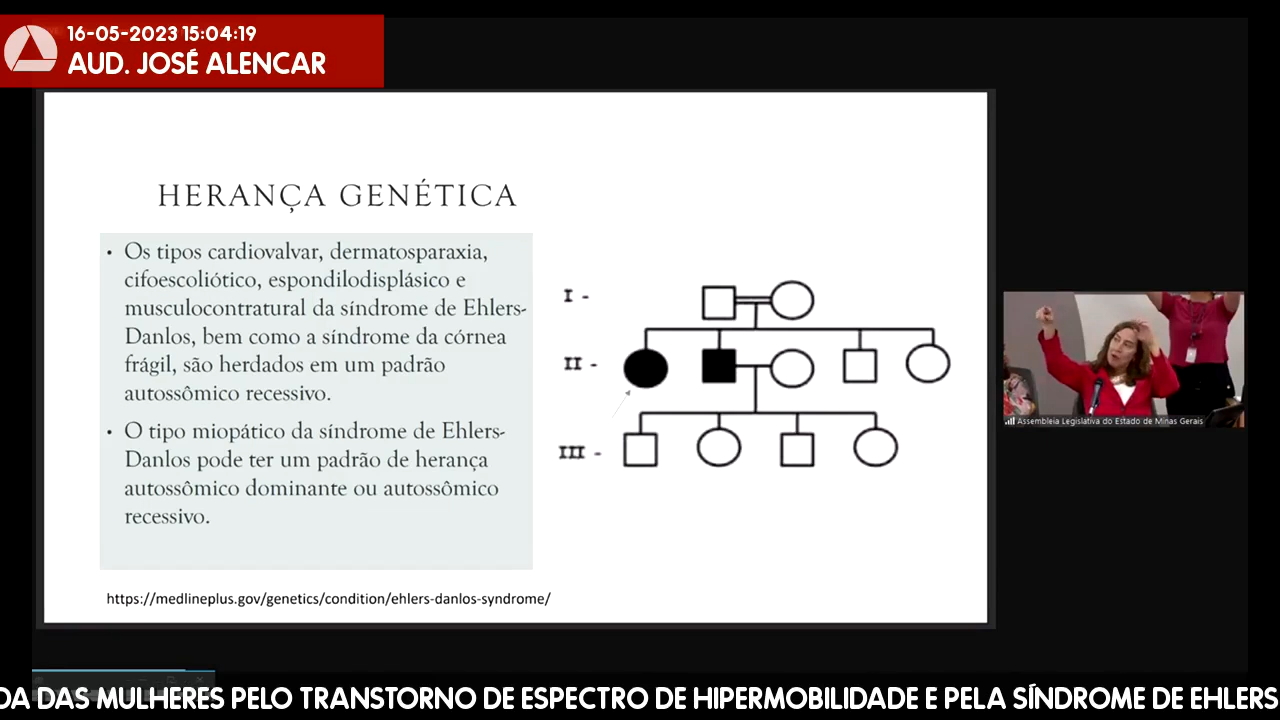 16-05-2023 15:04:19
AUD. JOSÉ ALENCAR
HERANÇA GENÉTICA
• Os tipos cardiovalvar, dermatosparaxia,
cifoescoliótico, espondilodisplásico e
musculocontratural da síndrome de Ehlers-
Danlos, bem como a síndrome da córnea
frágil, são herdados em um padrão
autossômico recessivo.
• O tipo miopático da síndrome de Ehlers-
Danlos pode ter um padrão de herança
autossômico dominante ou autossômico
recessivo.
I -
II -
III -
https://medlineplus.gov/genetics/condition/ehlers-danlos-syndrome/
Assembleia Legislativa do Estado de Minas Gerais
DA DAS MULHERES PELO TRANSTORNO DE ESPECTRO DE HIPERMOBILIDADE E PELA SÍNDROME DE EHLERS